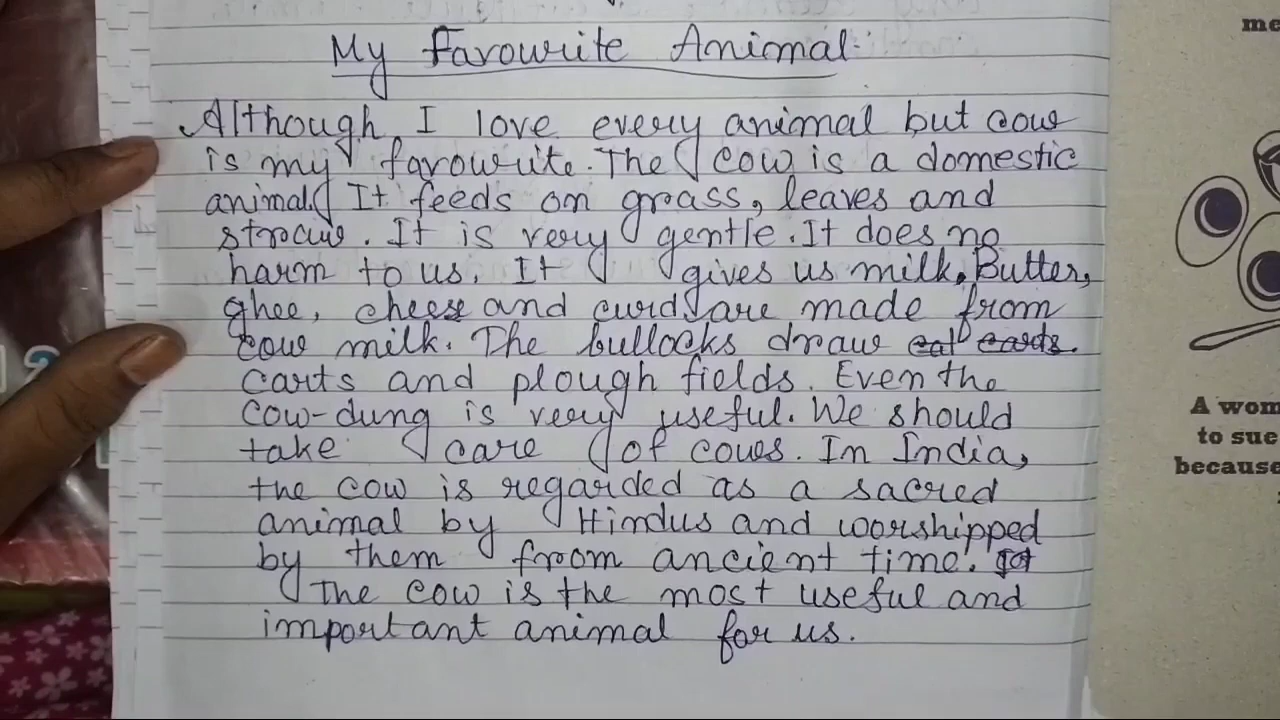 My Favourite Animal
Although I love every animal but cow
is my favourite. The cow is a domestic
animal. It feeds on grass, leaves and
straw. It is very gentle. It does no
harm to us. It gives us milk, Butter,
ghee, cheese and curd are made from
cow milk. The bullocks draw eat carts.
carts and plough fields. Even the
cow-dung is very useful. We should
take care of cows. In India,
the cow is regarded as a sacred
animal by Hindus and worshipped
by them from ancient time. It
The cow is the most useful and
important animal for us.
me
A wom
to sue
because
2